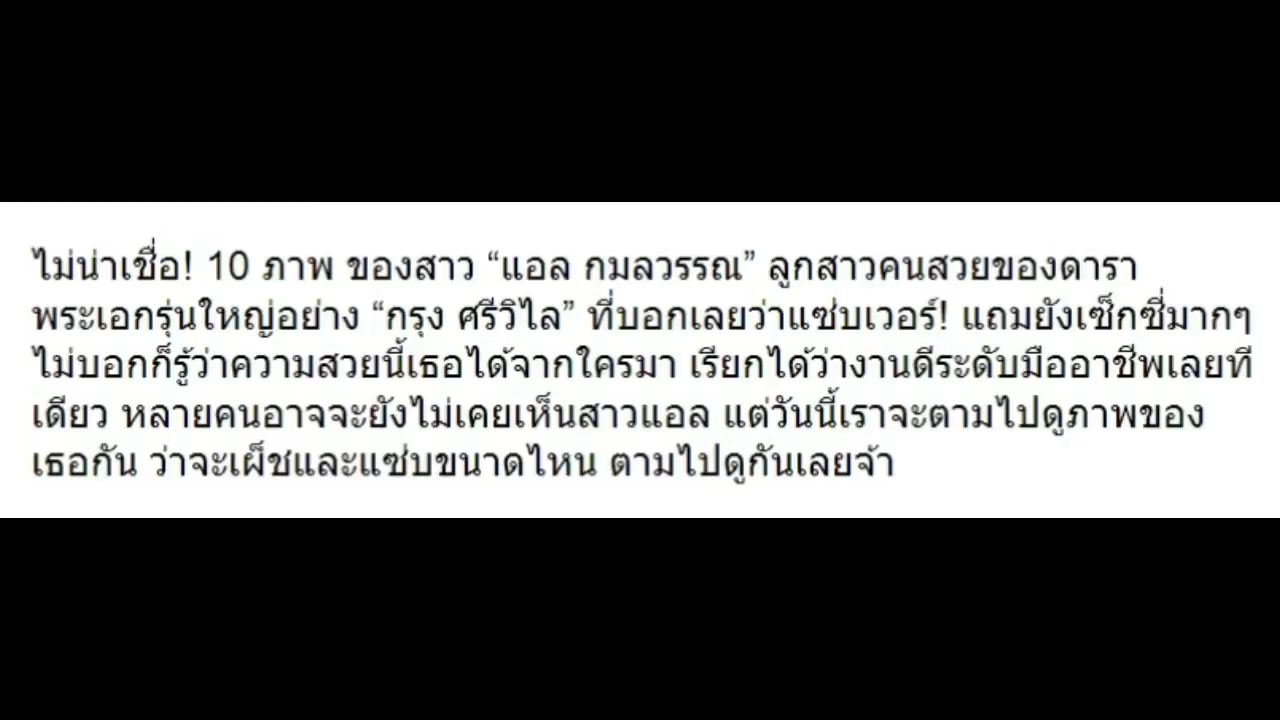 ไม่น่าเชื่อ! 10 ภาพ ของสาว “แอล กมลวรรณ” ลูกสาวคนสวยของดารา
พระเอกรุ่นใหญ่อย่าง “กรุง ศรีวิไล” ที่บอกเลยว่าแซ่บเวอร์! แถมยังเซ็กซี่มากๆ
ไม่บอกก็รู้ว่าความสวยนี้เธอได้จากใครมา เรียกได้ว่างานดีระดับมืออาชีพเลยที
เดียว หลายคนอาจจะยังไม่เคยเห็นสาวแอล แต่วันนี้เราจะตามไปดูภาพของ
เธอกัน ว่าจะเผ็ชและแซ่บขนาดไหน ตามไปดูกันเลยจ้า